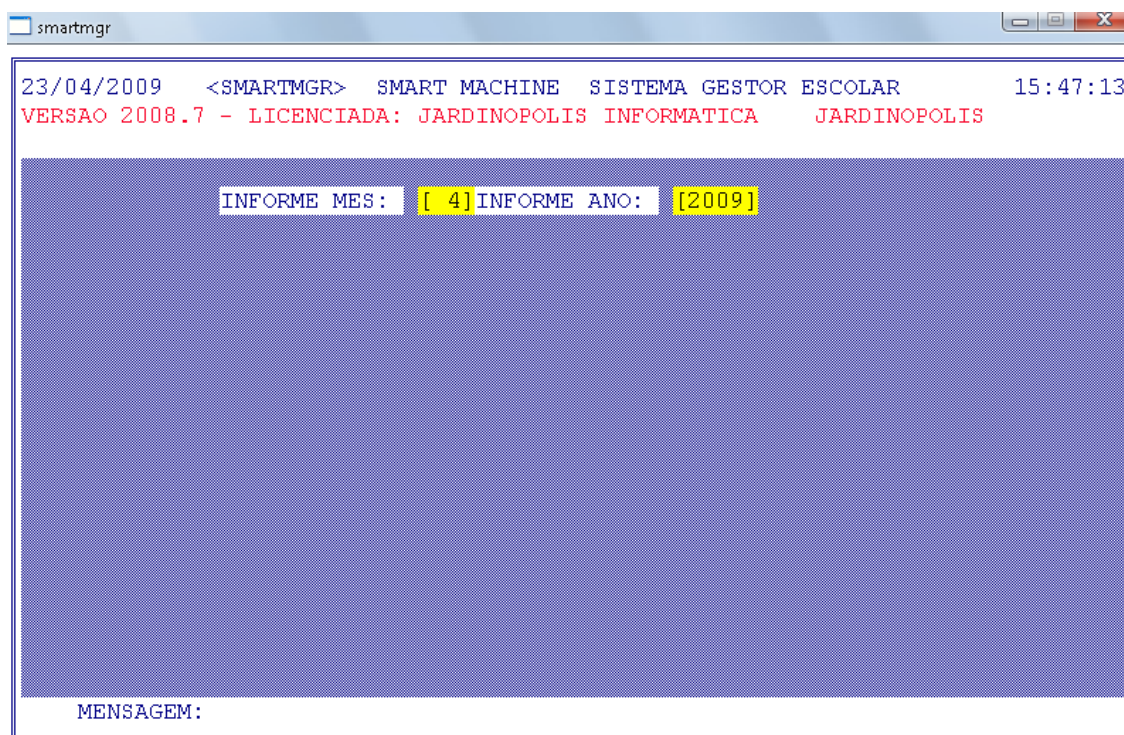 smartmgr
23/04/2009 <SMARTMGR> SMART MACHINE SISTEMA GESTOR ESCOLAR 15:47:13
VERSAO 2008.7 - LICENCIADA: JARDINOPOLIS INFORMATICA JARDINOPOLIS
INFORME MES: [ 4]INFORME ANO: [2009]
MENSAGEM: